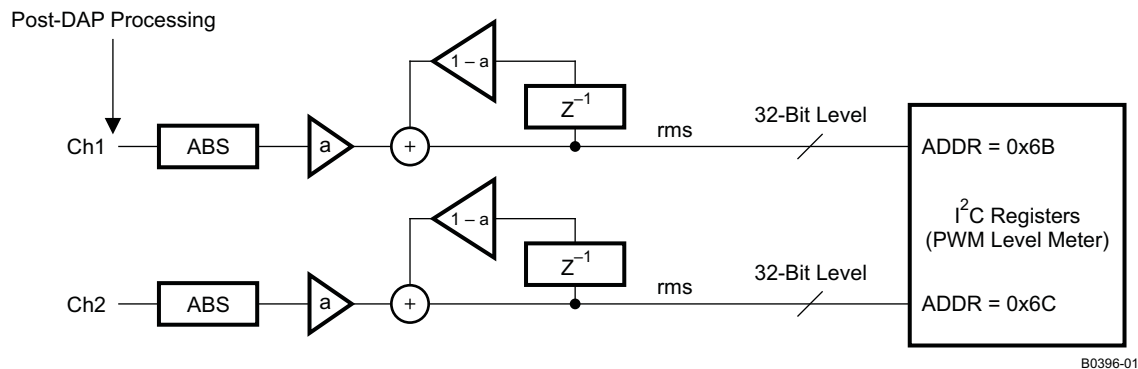 Post-DAP Processing
1 – a
Z⁻¹
rms
32-Bit Level
Ch1
ABS
a
+
ADDR = 0x6B
I²C Registers
(PWM Level Meter)
1 – a
Z⁻¹
rms
32-Bit Level
Ch2
ABS
a
+
ADDR = 0x6C
B0396-01